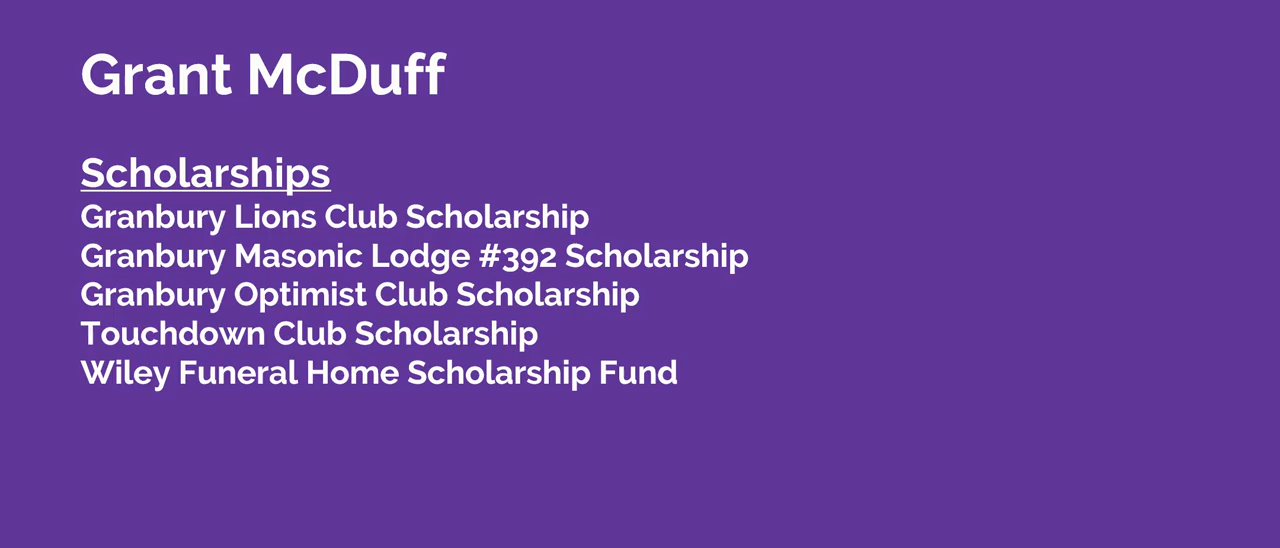 Grant McDuff
Scholarships
Granbury Lions Club Scholarship
Granbury Masonic Lodge #392 Scholarship
Granbury Optimist Club Scholarship
Touchdown Club Scholarship
Wiley Funeral Home Scholarship Fund